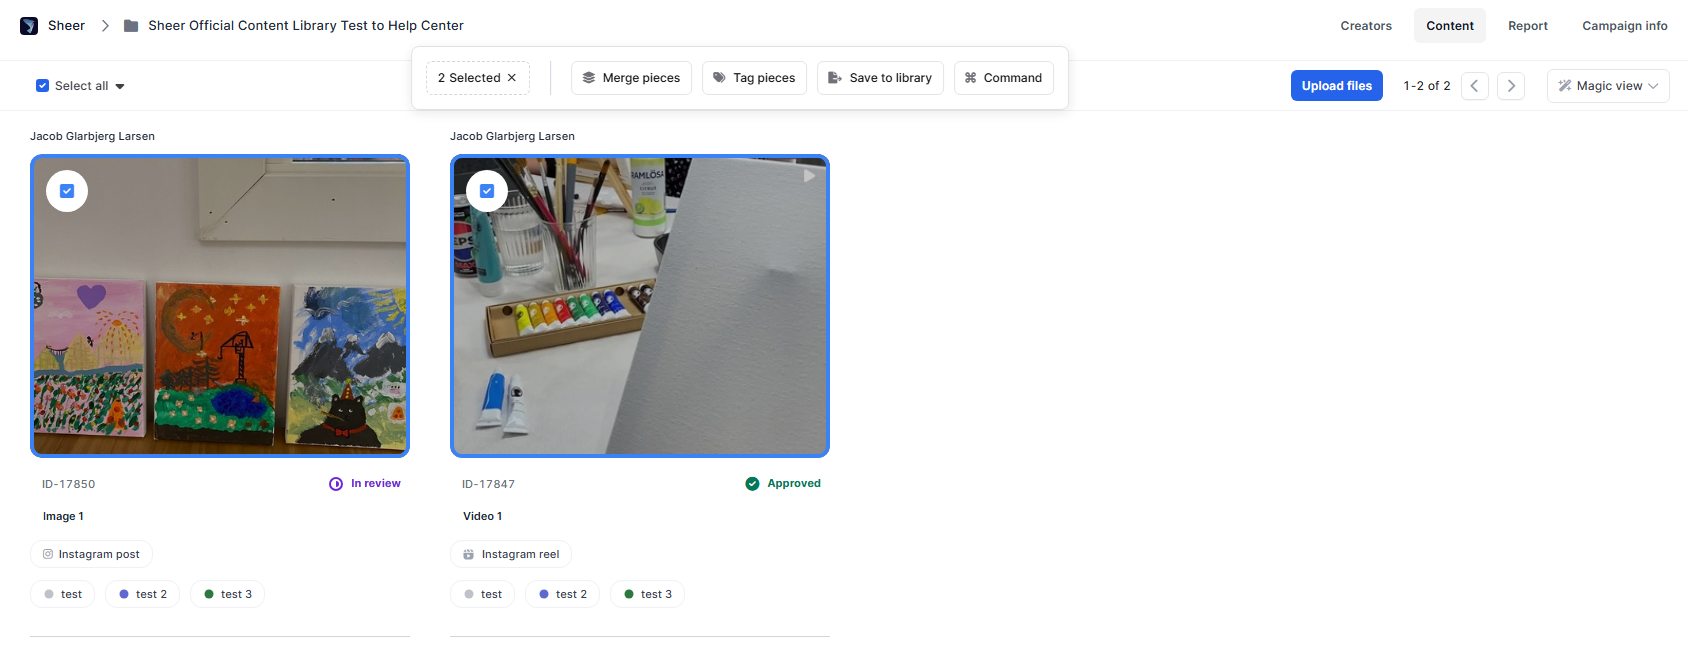 Sheer
Sheer Official Content Library Test to Help Center
Creators
Content
Report
Campaign info
Select all
2 Selected
Merge pieces
Tag pieces
Save to library
Command
Upload files
1-2 of 2
Magic view
Jacob Glarbjerg Larsen
Jacob Glarbjerg Larsen
RAMLÖSA
ID-17850
In review
ID-17847
Approved
Image 1
Video 1
Instagram post
Instagram reel
test
test 2
test 3
test
test 2
test 3